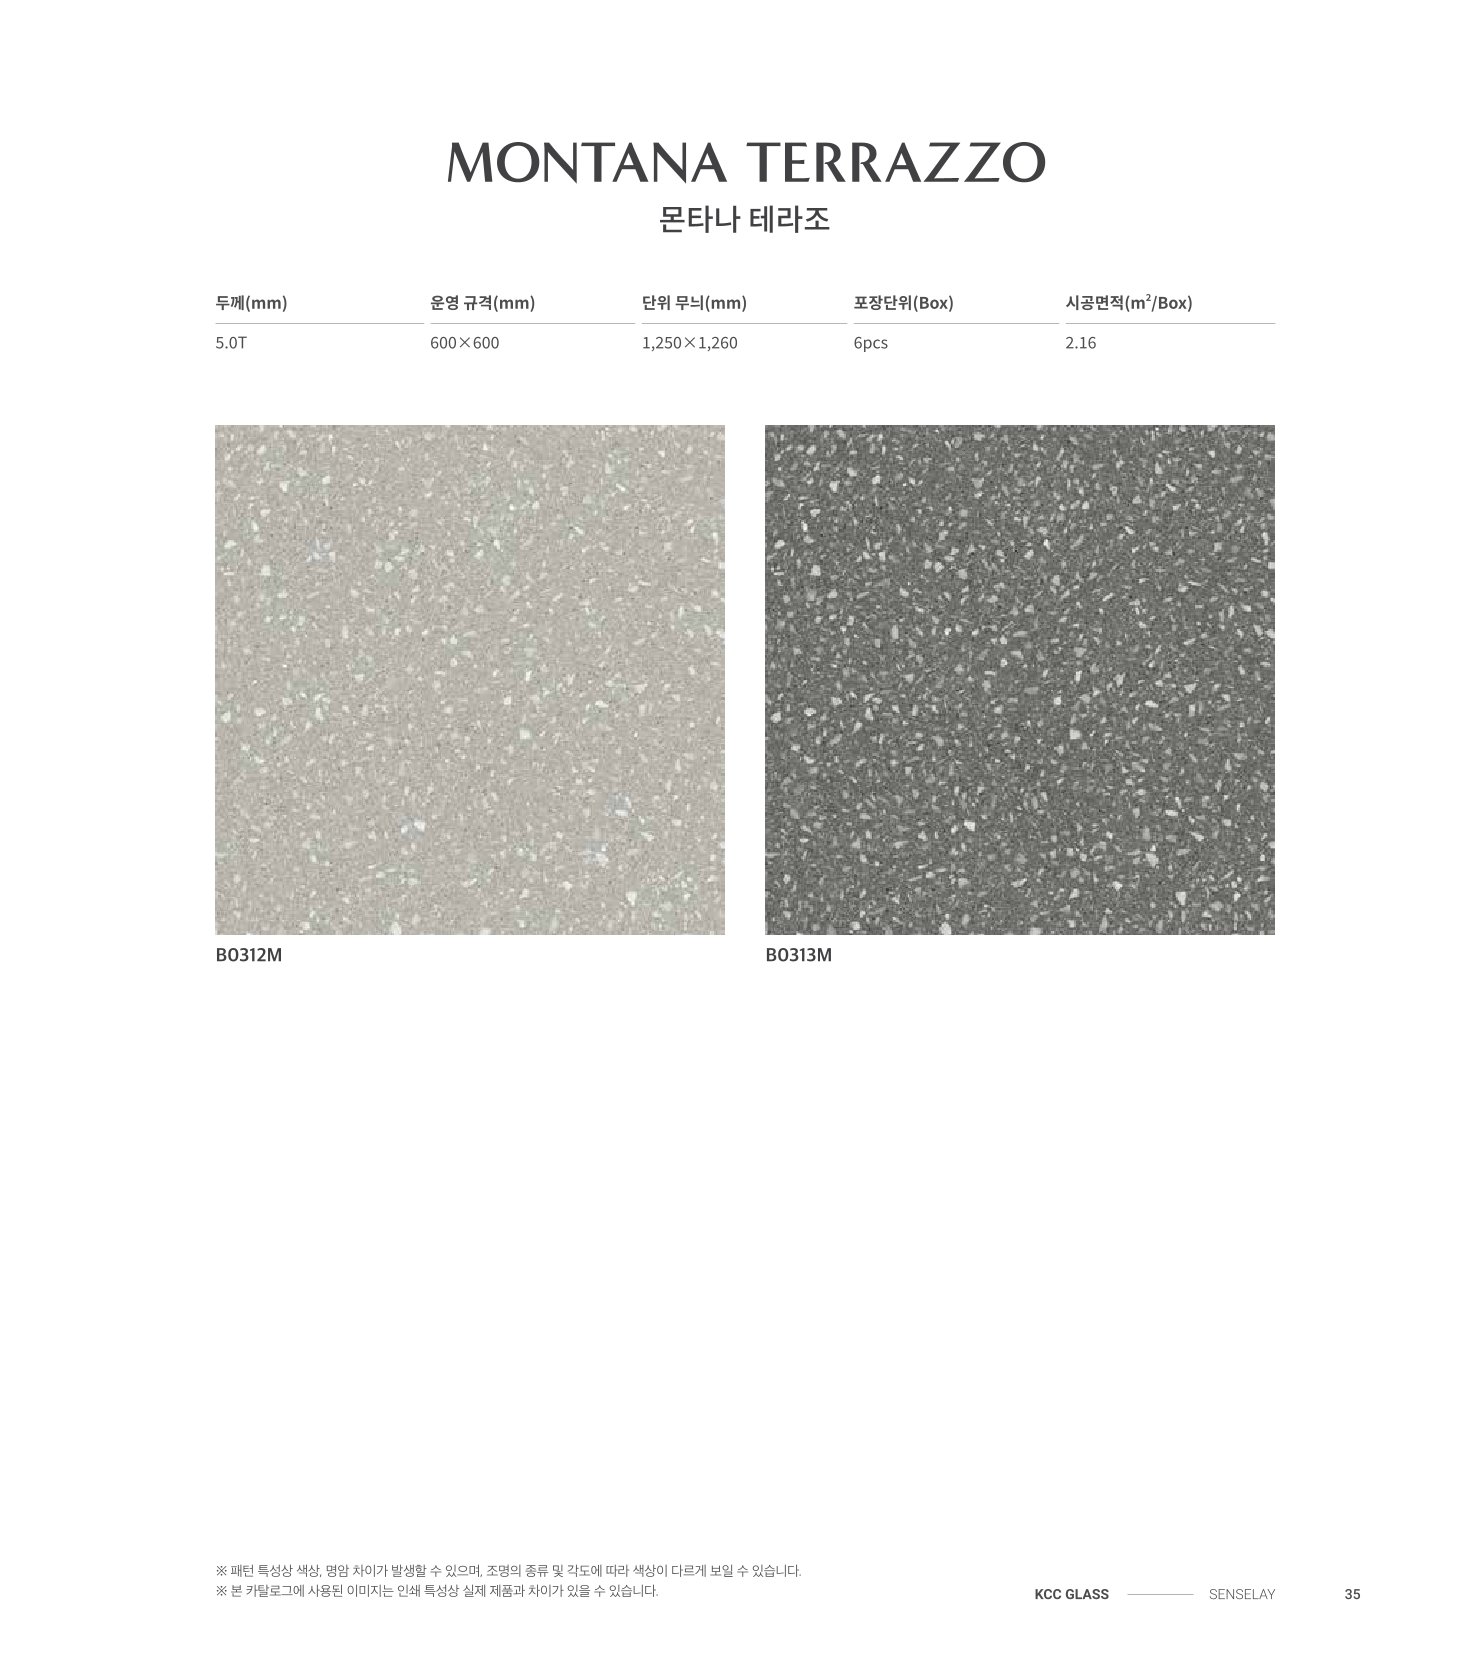 MONTANA TERRAZZO
몬타나 테라조
두께(mm) 운영 규격(mm) 단위 무늬(mm) 포장단위(Box) 시공면적(m²/Box)
5.0T 600×600 1,250×1,260 6pcs 2.16
BO312M BO313M
※ 패턴 특성상 색상, 명암 차이가 발생할 수 있으며, 조명의 종류 및 각도에 따라 색상이 다르게 보일 수 있습니다.
※ 본 카탈로그에 사용된 이미지는 인쇄 특성상 실제 제품과 차이가 있을 수 있습니다.
KCC GLASS SENSELAY 35